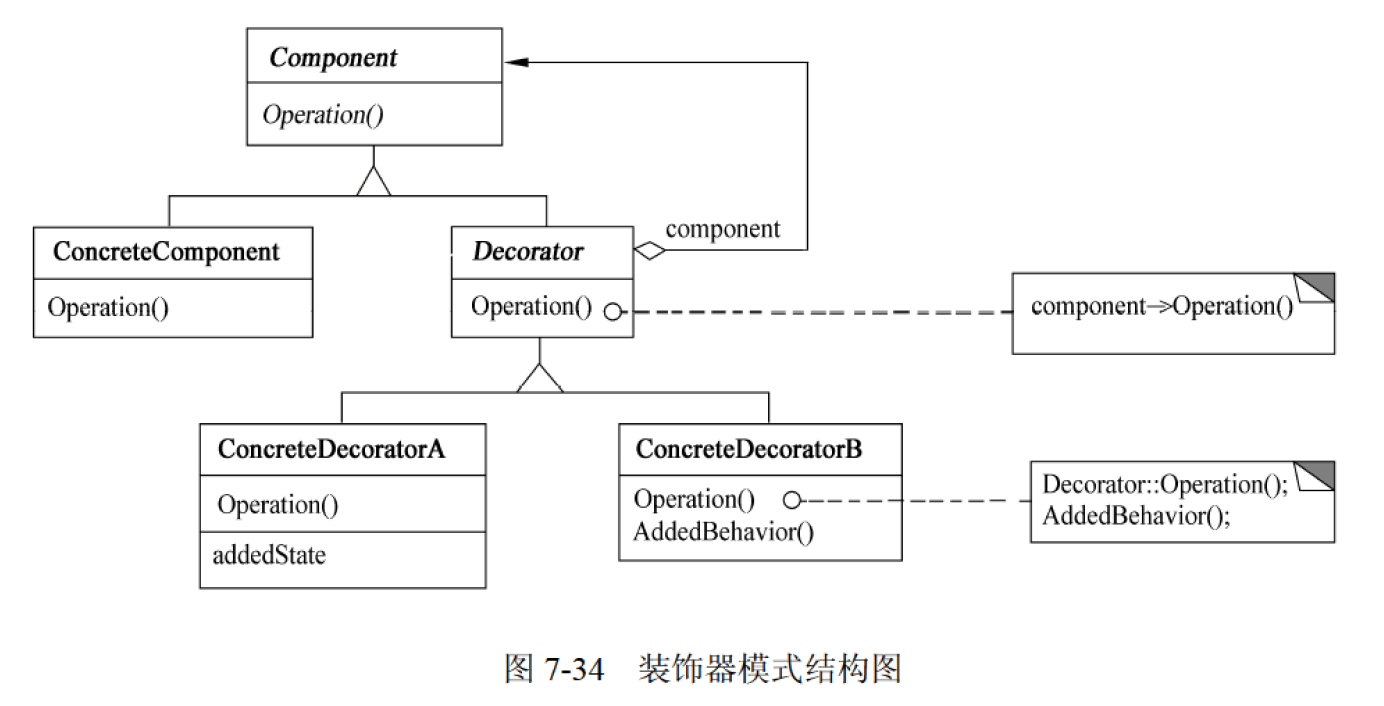 Component
Operation()
component
ConcreteComponent
Operation()
Decorator
Operation()
component->Operation()
ConcreteDecoratorA
Operation()
addedState
ConcreteDecoratorB
Operation()
AddedBehavior()
Decorator::Operation();
AddedBehavior();
图 7-34 装饰器模式结构图